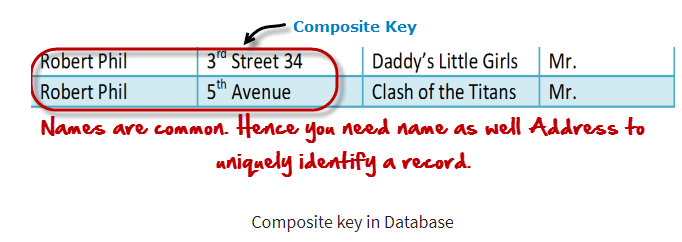 Composite Key
Robert Phil 3rd Street 34 Daddy's Little Girls Mr.
Robert Phil 5th Avenue Clash of the Titans Mr.
Names are common. Hence you need name as well Address to
uniquely identify a record.
Composite key in Database